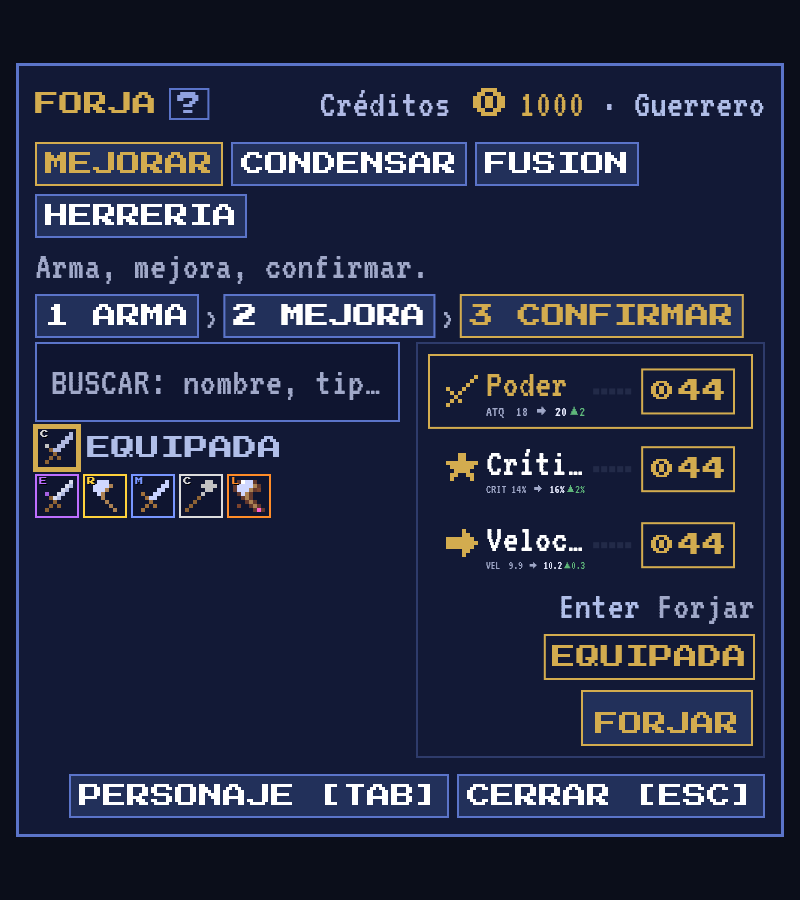 FORJA ? Créditos 1000 · Guerrero
MEJORAR CONDENSAR FUSION
HERRERIA
Arma, mejora, confirmar.
1 ARMA › 2 MEJORA › 3 CONFIRMAR
BUSCAR: nombre, tip…
C EQUIPADA
E R M C L
Poder 44
ATQ 18 → 20 ▲2
Críti… 44
CRIT 14% → 16% ▲2%
Veloc… 44
VEL 9.9 → 10.2 ▲0.3
Enter Forjar
EQUIPADA
FORJAR
PERSONAJE [TAB] CERRAR [ESC]